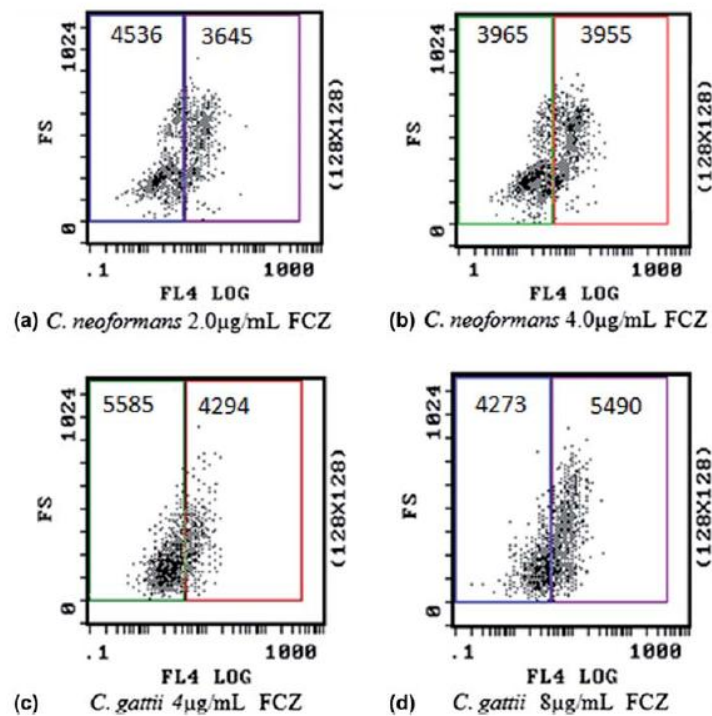 4536 3645
1024
FS
0
(128X128)
.1 1000
FL4 LOG
(a) C. neoformans 2.0µg/mL FCZ
3965 3955
1024
FS
0
(128X128)
1 1000
FL4 LOG
(b) C. neoformans 4.0µg/mL FCZ
5585 4294
1024
FS
0
(128X128)
.1 1000
FL4 LOG
(c) C. gattii 4µg/mL FCZ
4273 5490
1024
FS
0
(128X128)
.1 1000
FL4 LOG
(d) C. gattii 8µg/mL FCZ